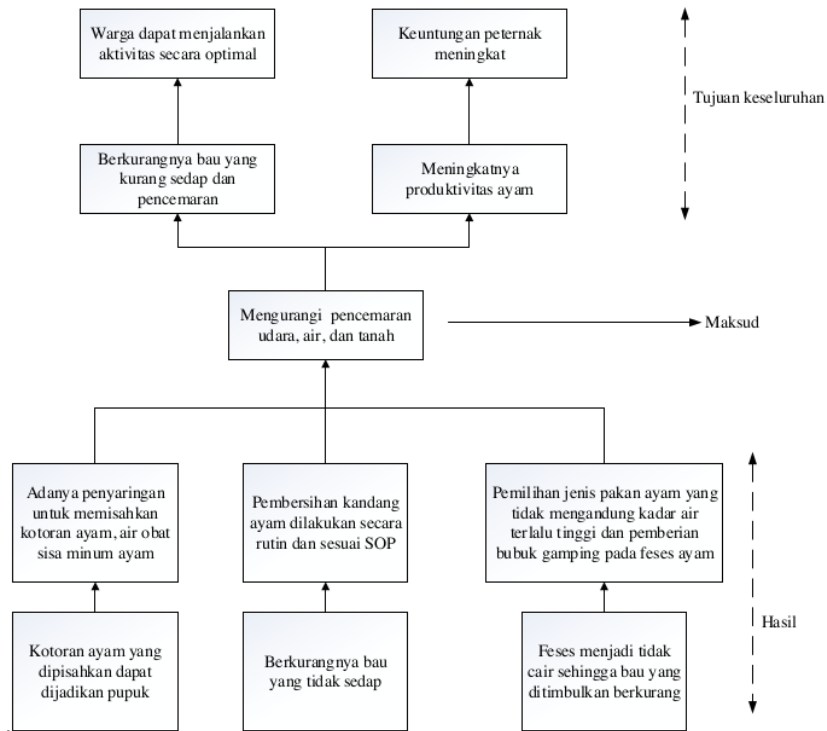 Warga dapat menjalankan
aktivitas secara optimal
Keuntungan peternak
meningkat
Tujuan keseluruhan
Berkurangnya bau yang
kurang sedap dan
pencemaran
Meningkatnya
produktivitas ayam
Mengurangi pencemaran
udara, air, dan tanah
Maksud
Adanya penyaringan
untuk memisahkan
kotoran ayam, air obat
sisa minum ayam
Pembersihan kandang
ayam dilakukan secara
rutin dan sesuai SOP
Pemilihan jenis pakan ayam yang
tidak mengandung kadar air
terlalu tinggi dan pemberian
bubuk gamping pada feses ayam
Hasil
Kotoran ayam yang
dipisahkan dapat
dijadikan pupuk
Berkurangnya bau
yang tidak sedap
Feses menjadi tidak
cair sehingga bau yang
ditimbulkan berkurang